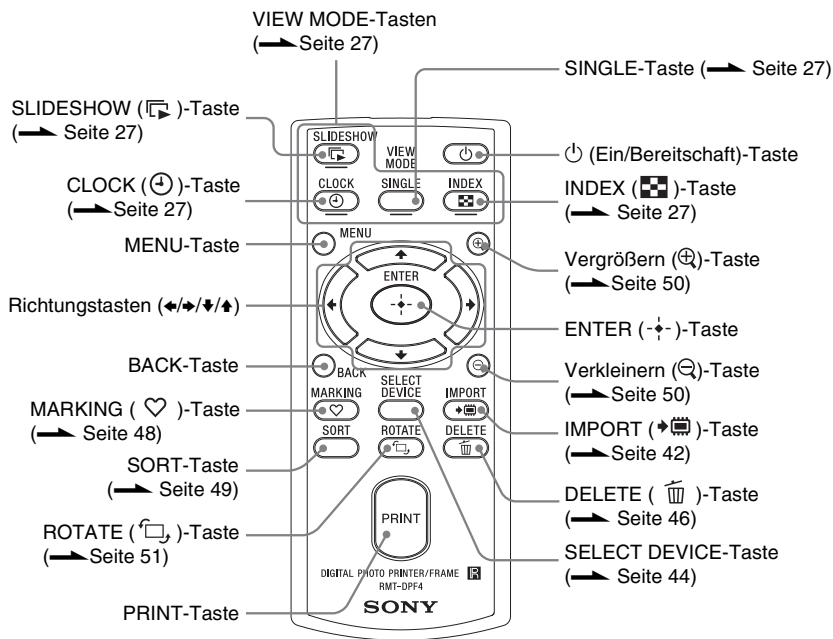 VIEW MODE-Tasten
(Seite 27)
SINGLE-Taste (Seite 27)
SLIDESHOW ( )-Taste
(Seite 27)
(Ein/Bereitschaft)-Taste
CLOCK ( )-Taste
(Seite 27)
INDEX ( )-Taste
(Seite 27)
MENU-Taste
Vergrößern ( )-Taste
(Seite 50)
Richtungstasten (←/→/↓/↑)
ENTER ( )-Taste
BACK-Taste
Verkleinern ( )-Taste
(Seite 50)
MARKING ( ♡ )-Taste
(Seite 48)
IMPORT ( )-Taste
(Seite 42)
SORT-Taste
(Seite 49)
DELETE ( )-Taste
(Seite 46)
ROTATE ( )-Taste
(Seite 51)
SELECT DEVICE-Taste
(Seite 44)
PRINT-Taste
SLIDESHOW
VIEW
MODE
CLOCK
SINGLE
INDEX
MENU
ENTER
BACK
SELECT
DEVICE
MARKING
IMPORT
SORT
ROTATE
DELETE
PRINT
DIGITAL PHOTO PRINTER/FRAME
RMT-DPF4
SONY